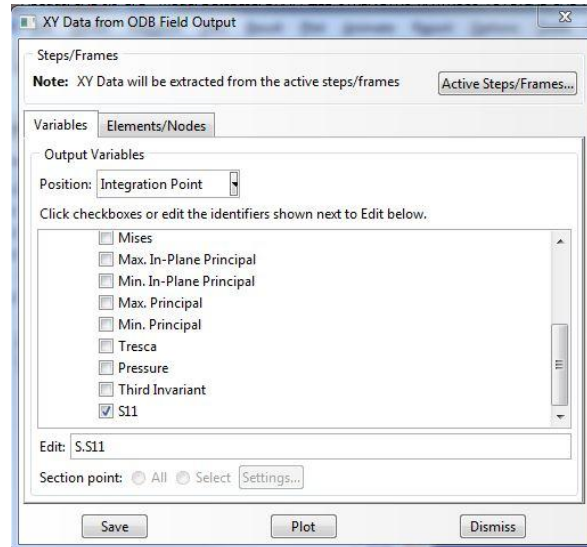 XY Data from ODB Field Output
Steps/Frames
Note: XY Data will be extracted from the active steps/frames Active Steps/Frames...
Variables Elements/Nodes
Output Variables
Position: Integration Point
Click checkboxes or edit the identifiers shown next to Edit below.
Mises
Max. In-Plane Principal
Min. In-Plane Principal
Max. Principal
Min. Principal
Tresca
Pressure
Third Invariant
S11
Edit: S.S11
Section point: All Select Settings...
Save Plot Dismiss